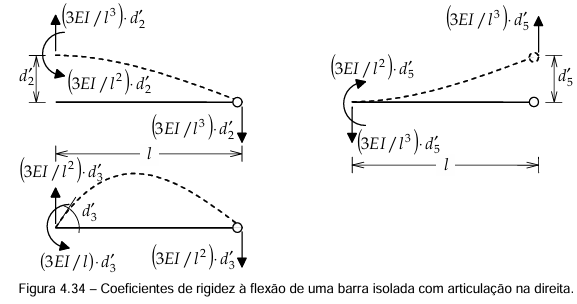 (3EI / l³) · d′₂
d′₂
(3EI / l²) · d′₂
(3EI / l³) · d′₂
l
(3EI / l³) · d′₅
(3EI / l²) · d′₅
d′₅
(3EI / l³) · d′₅
l
(3EI / l²) · d′₃
d′₃
(3EI / l) · d′₃
(3EI / l²) · d′₃
Figura 4.34 – Coeficientes de rigidez à flexão de uma barra isolada com articulação na direita.